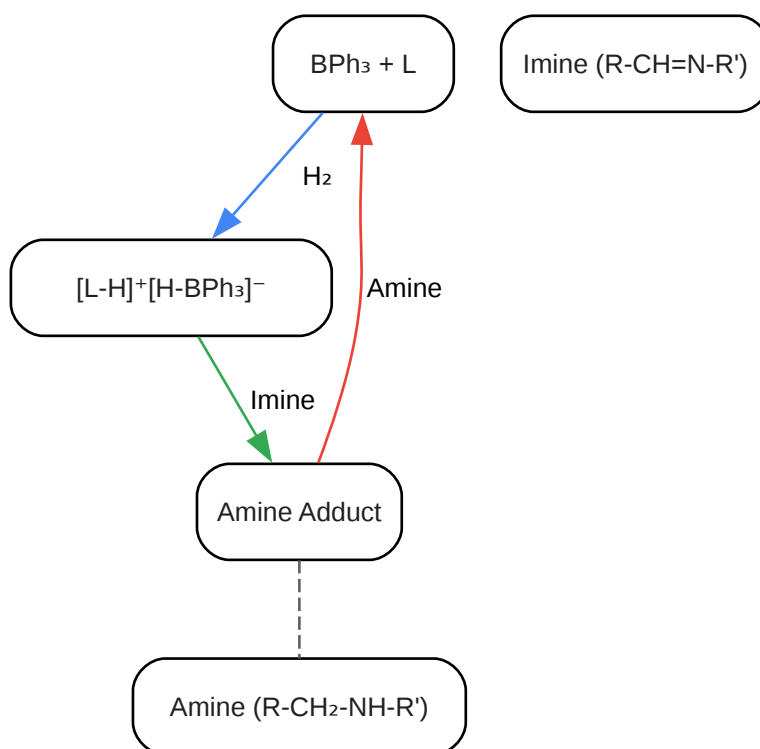 BPh₃ + L
Imine (R-CH=N-R')
H₂
[L-H]⁺[H-BPh₃]⁻
Amine
Imine
Amine Adduct
Amine (R-CH₂-NH-R')